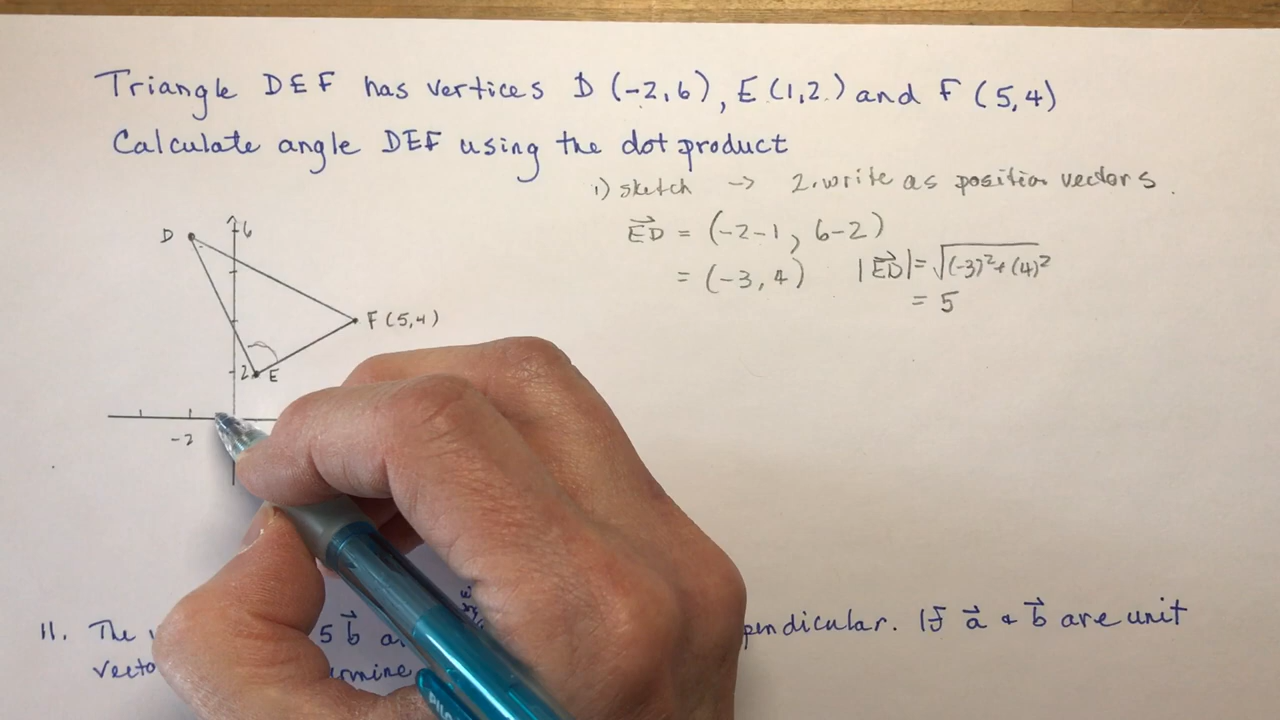 Triangle DEF has vertices D (-2,6), E (1,2) and F (5,4)
Calculate angle DEF using the dot product
1) sketch → 2. write as position vectors.
ED→ = (-2-1, 6-2)
= (-3, 4) |ED→| = √(-3)²+(4)²
= 5
D 6
F (5,4)
2 E
-2
11. The 5 b→ pendicular. If a→ & b→ are unit
PILOT